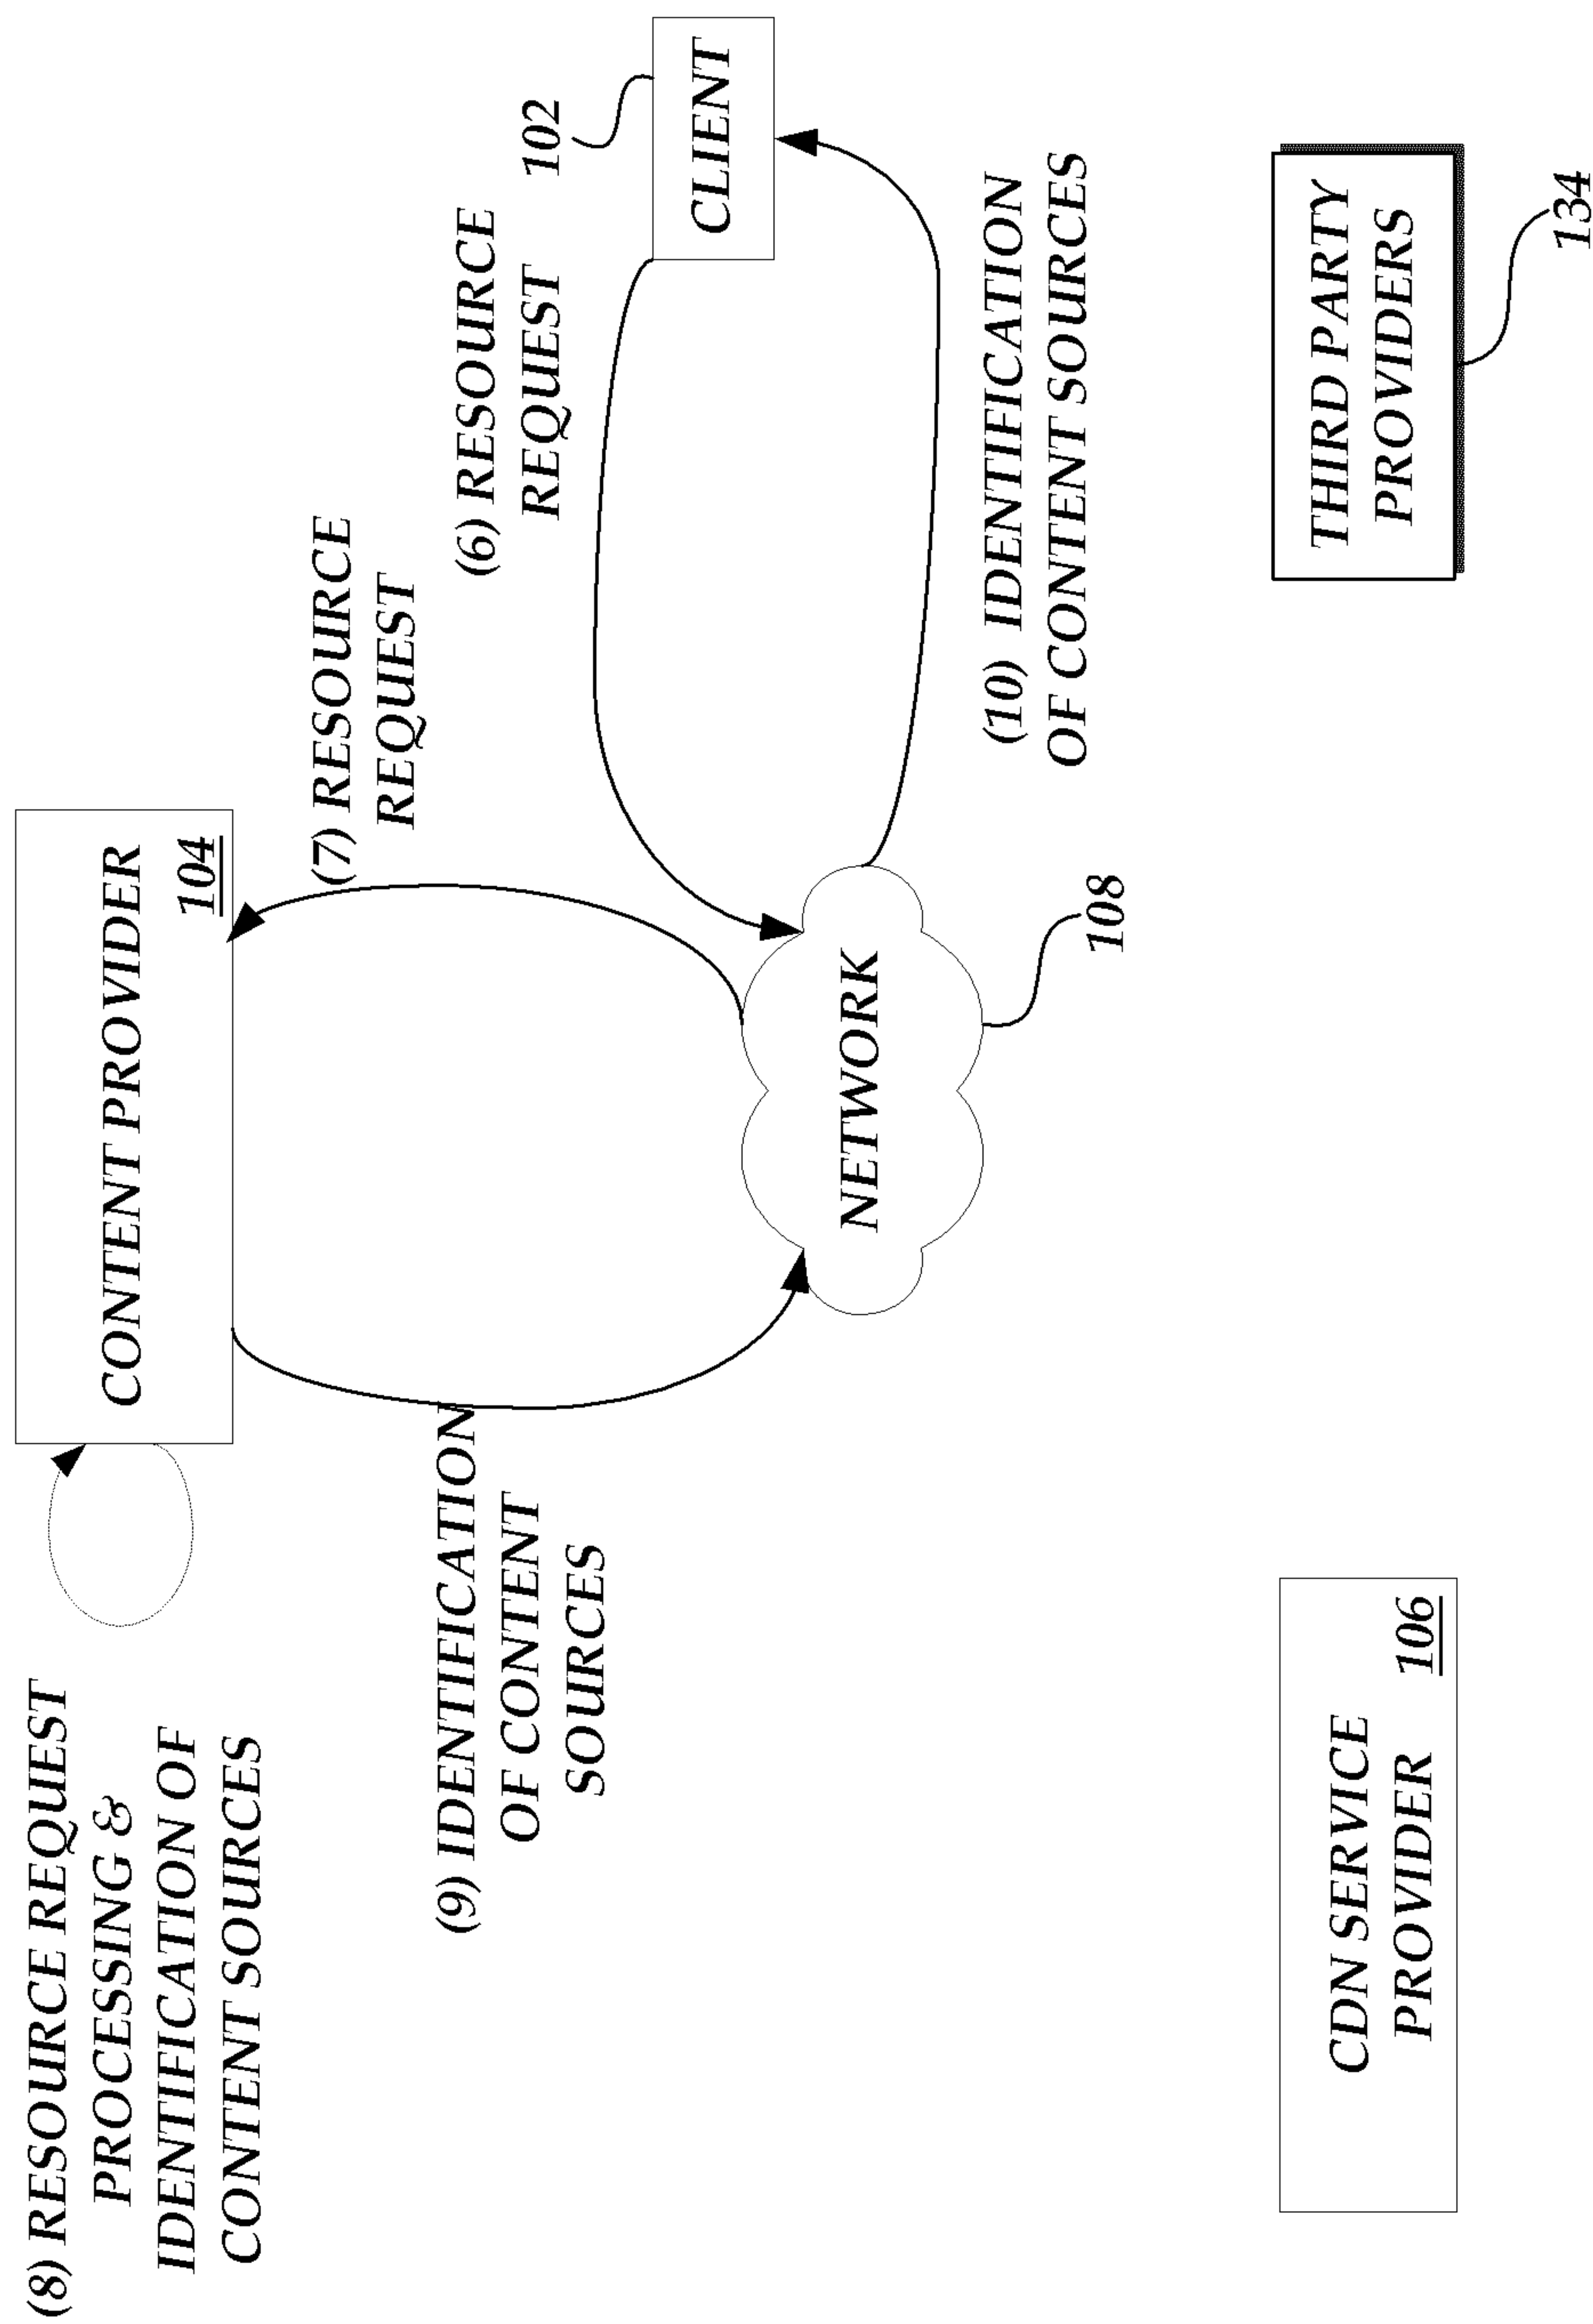 (8) RESOURCE REQUEST
PROCESSING &
IDENTIFICATION OF
CONTENT SOURCES
CONTENT PROVIDER
104
(7) RESOURCE
REQUEST
(6) RESOURCE
REQUEST
102
CLIENT
(9) IDENTIFICATION
OF CONTENT
SOURCES
NETWORK
108
(10) IDENTIFICATION
OF CONTENT SOURCES
CDN SERVICE
PROVIDER
106
THIRD PARTY
PROVIDERS
134